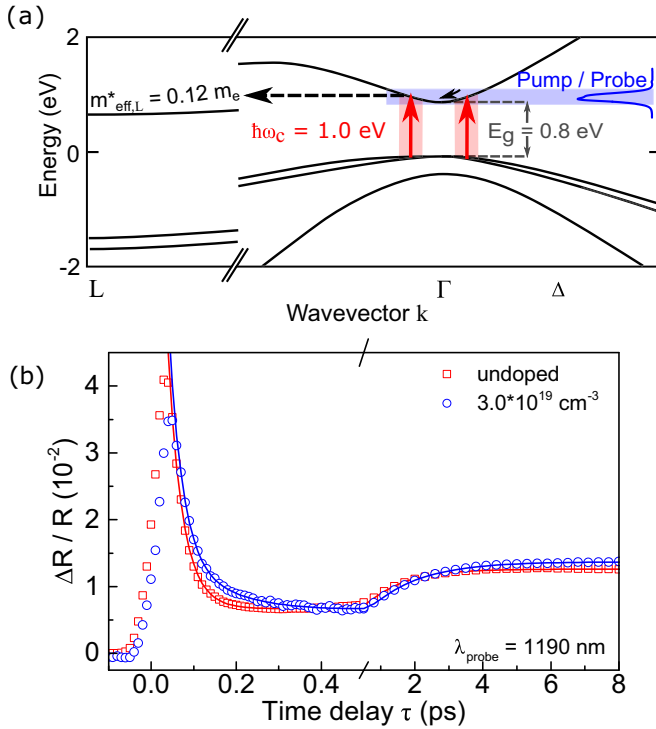 (a)
2
0
-2
Energy (eV)
m*eff,L = 0.12 me
ħωc = 1.0 eV
Eg = 0.8 eV
Pump / Probe
L
Γ
Δ
Wavevector k
(b)
undoped
3.0*10^19 cm-3
4
3
2
1
0
ΔR / R (10-2)
λprobe = 1190 nm
0.0
0.2
0.4
2
4
6
8
Time delay τ (ps)